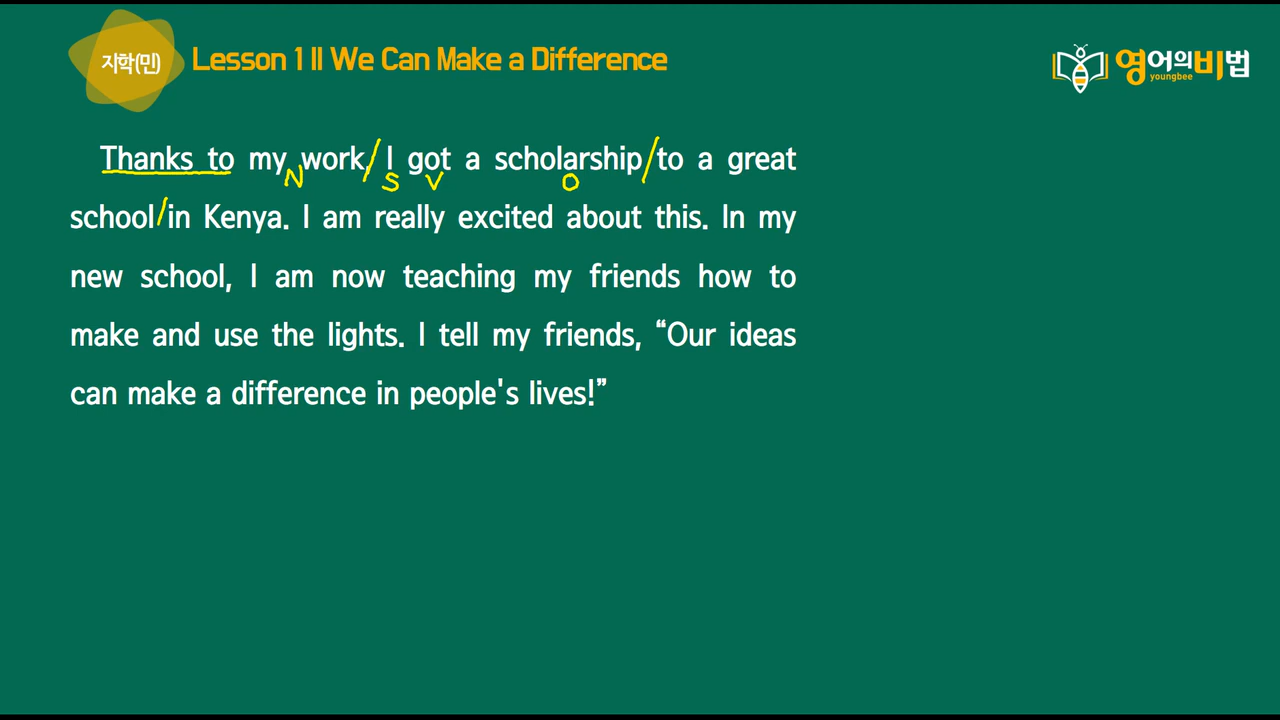 지학(민)
Lesson 1 II We Can Make a Difference
영어의비법
youngbee
Thanks to my work, / I got a scholarship / to a great
N S V O
school / in Kenya. I am really excited about this. In my
new school, I am now teaching my friends how to
make and use the lights. I tell my friends, “Our ideas
can make a difference in people's lives!”